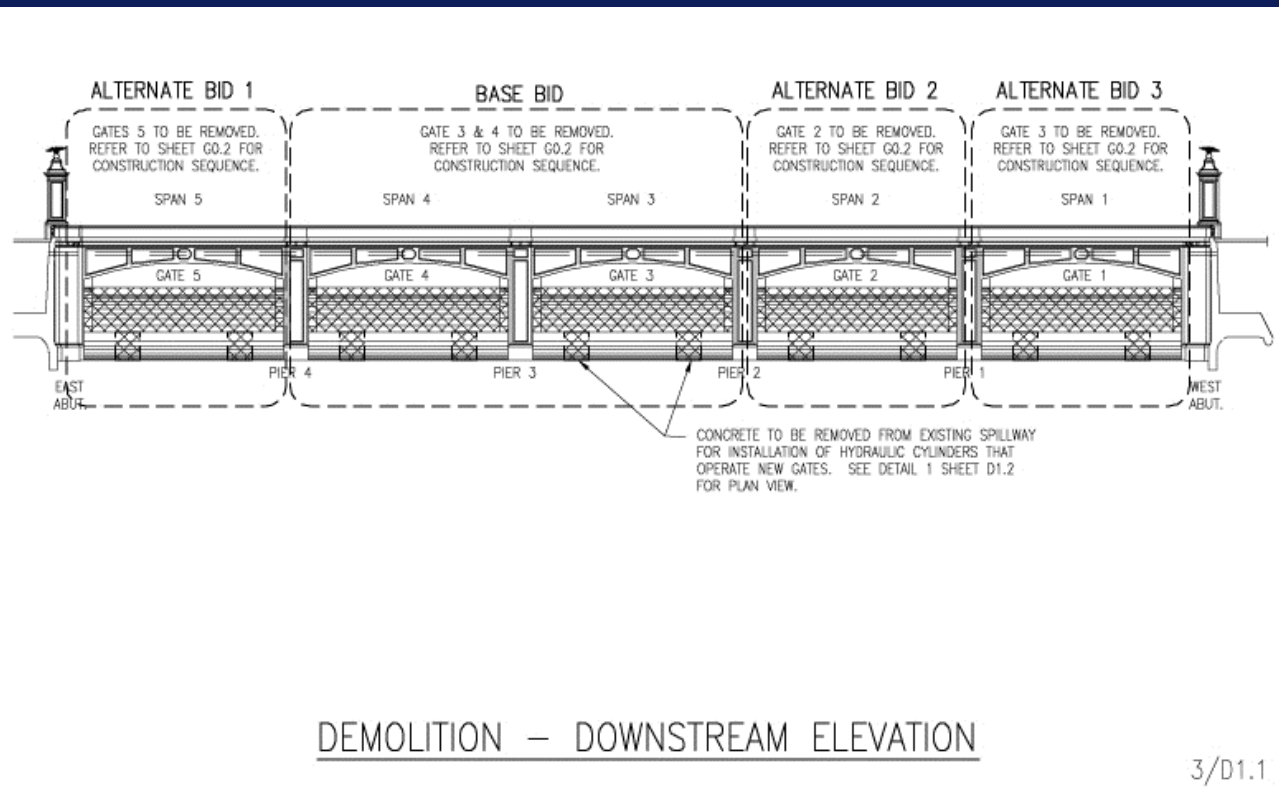 ALTERNATE BID 1
GATES 5 TO BE REMOVED.
REFER TO SHEET G0.2 FOR
CONSTRUCTION SEQUENCE.
SPAN 5
BASE BID
GATE 3 & 4 TO BE REMOVED.
REFER TO SHEET G0.2 FOR
CONSTRUCTION SEQUENCE.
SPAN 4
SPAN 3
ALTERNATE BID 2
GATE 2 TO BE REMOVED.
REFER TO SHEET G0.2 FOR
CONSTRUCTION SEQUENCE.
SPAN 2
ALTERNATE BID 3
GATE 3 TO BE REMOVED.
REFER TO SHEET G0.2 FOR
CONSTRUCTION SEQUENCE.
SPAN 1
GATE 5
GATE 4
GATE 3
GATE 2
GATE 1
EAST
ABUT.
PIER 4
PIER 3
PIER 2
PIER 1
WEST
ABUT.
CONCRETE TO BE REMOVED FROM EXISTING SPILLWAY
FOR INSTALLATION OF HYDRAULIC CYLINDERS THAT
OPERATE NEW GATES. SEE DETAIL 1 SHEET D1.2
FOR PLAN VIEW.
DEMOLITION – DOWNSTREAM ELEVATION
3/D1.1